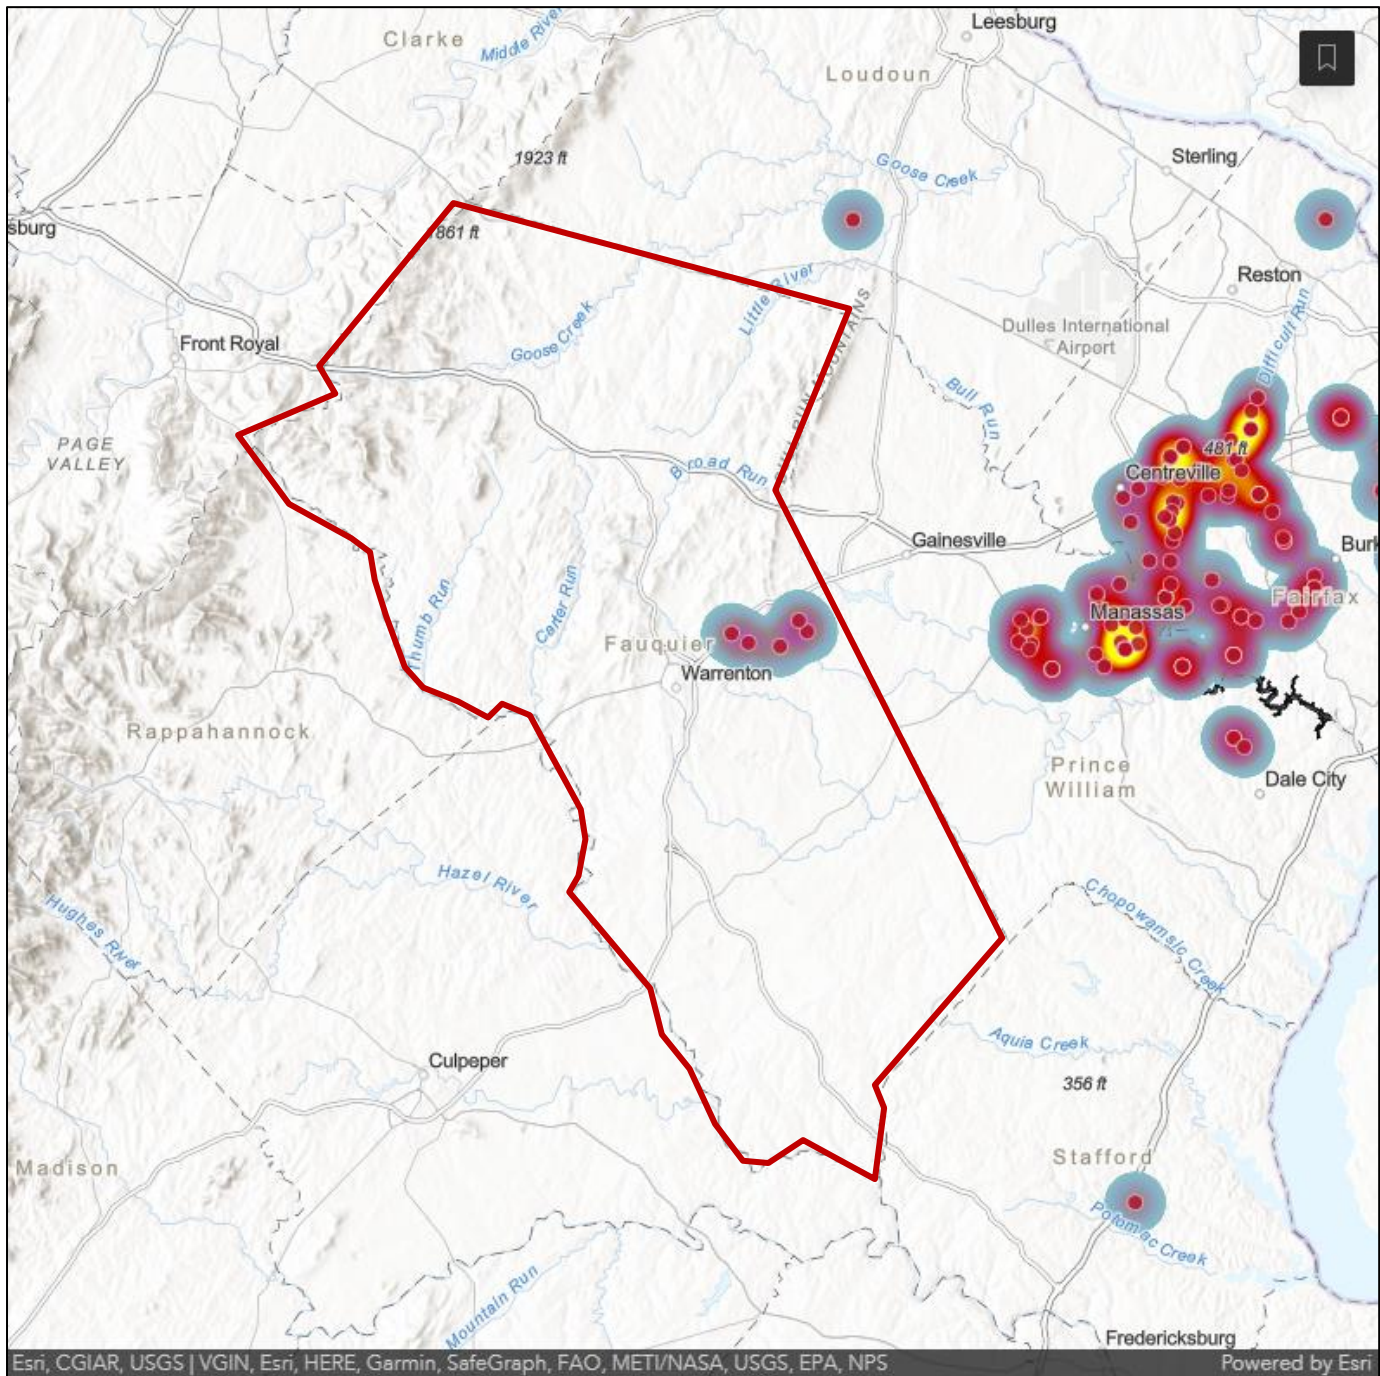 Leesburg
Clarke
Middle River
Loudoun
1923 ft
Sterling
Goose Creek
sburg
861 ft
Reston
Little River
Dulles International
Airport
Difficult Run
Goose Creek
Front Royal
Bull Run
PAGE
VALLEY
481 ft
Broad Run
Centreville
Gainesville
Burk
Thumb Run
Carter Run
Fairfax
Manassas
Fauquier
Warrenton
Rappahannock
Prince
William
Dale City
Hazel River
Hughes River
Chopowamsic Creek
Aquia Creek
Culpeper
356 ft
Madison
Stafford
Potomac Creek
Mountain Run
Fredericksburg
Esri, CGIAR, USGS | VGIN, Esri, HERE, Garmin, SafeGraph, FAO, METI/NASA, USGS, EPA, NPS
Powered by Esri